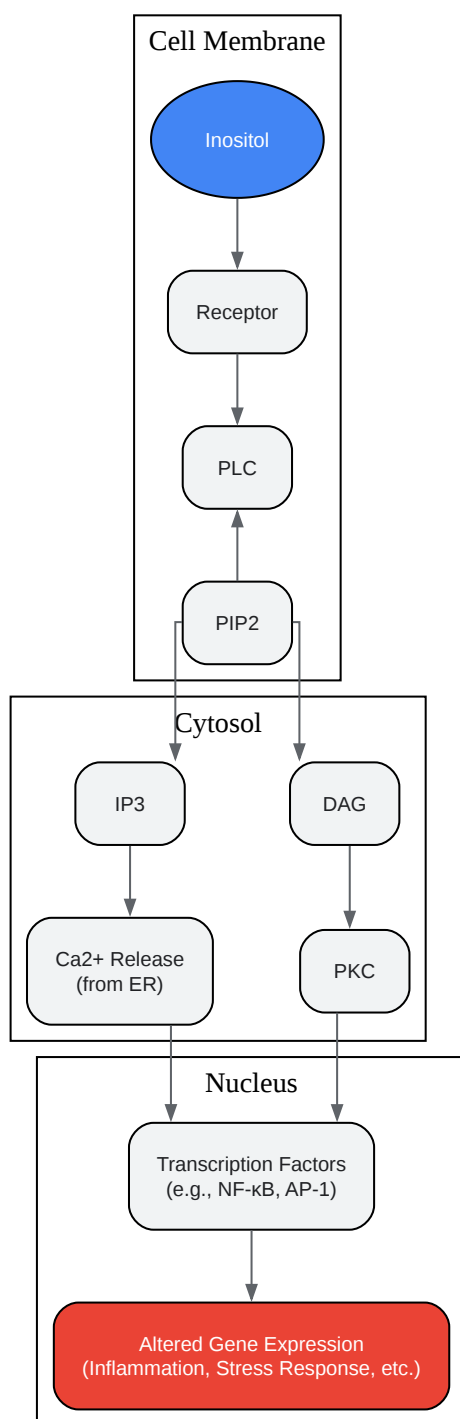 Cell Membrane
Inositol
Receptor
PLC
PIP2
Cytosol
IP3
DAG
Ca2+ Release
(from ER)
PKC
Nucleus
Transcription Factors
(e.g., NF-κB, AP-1)
Altered Gene Expression
(Inflammation, Stress Response, etc.)